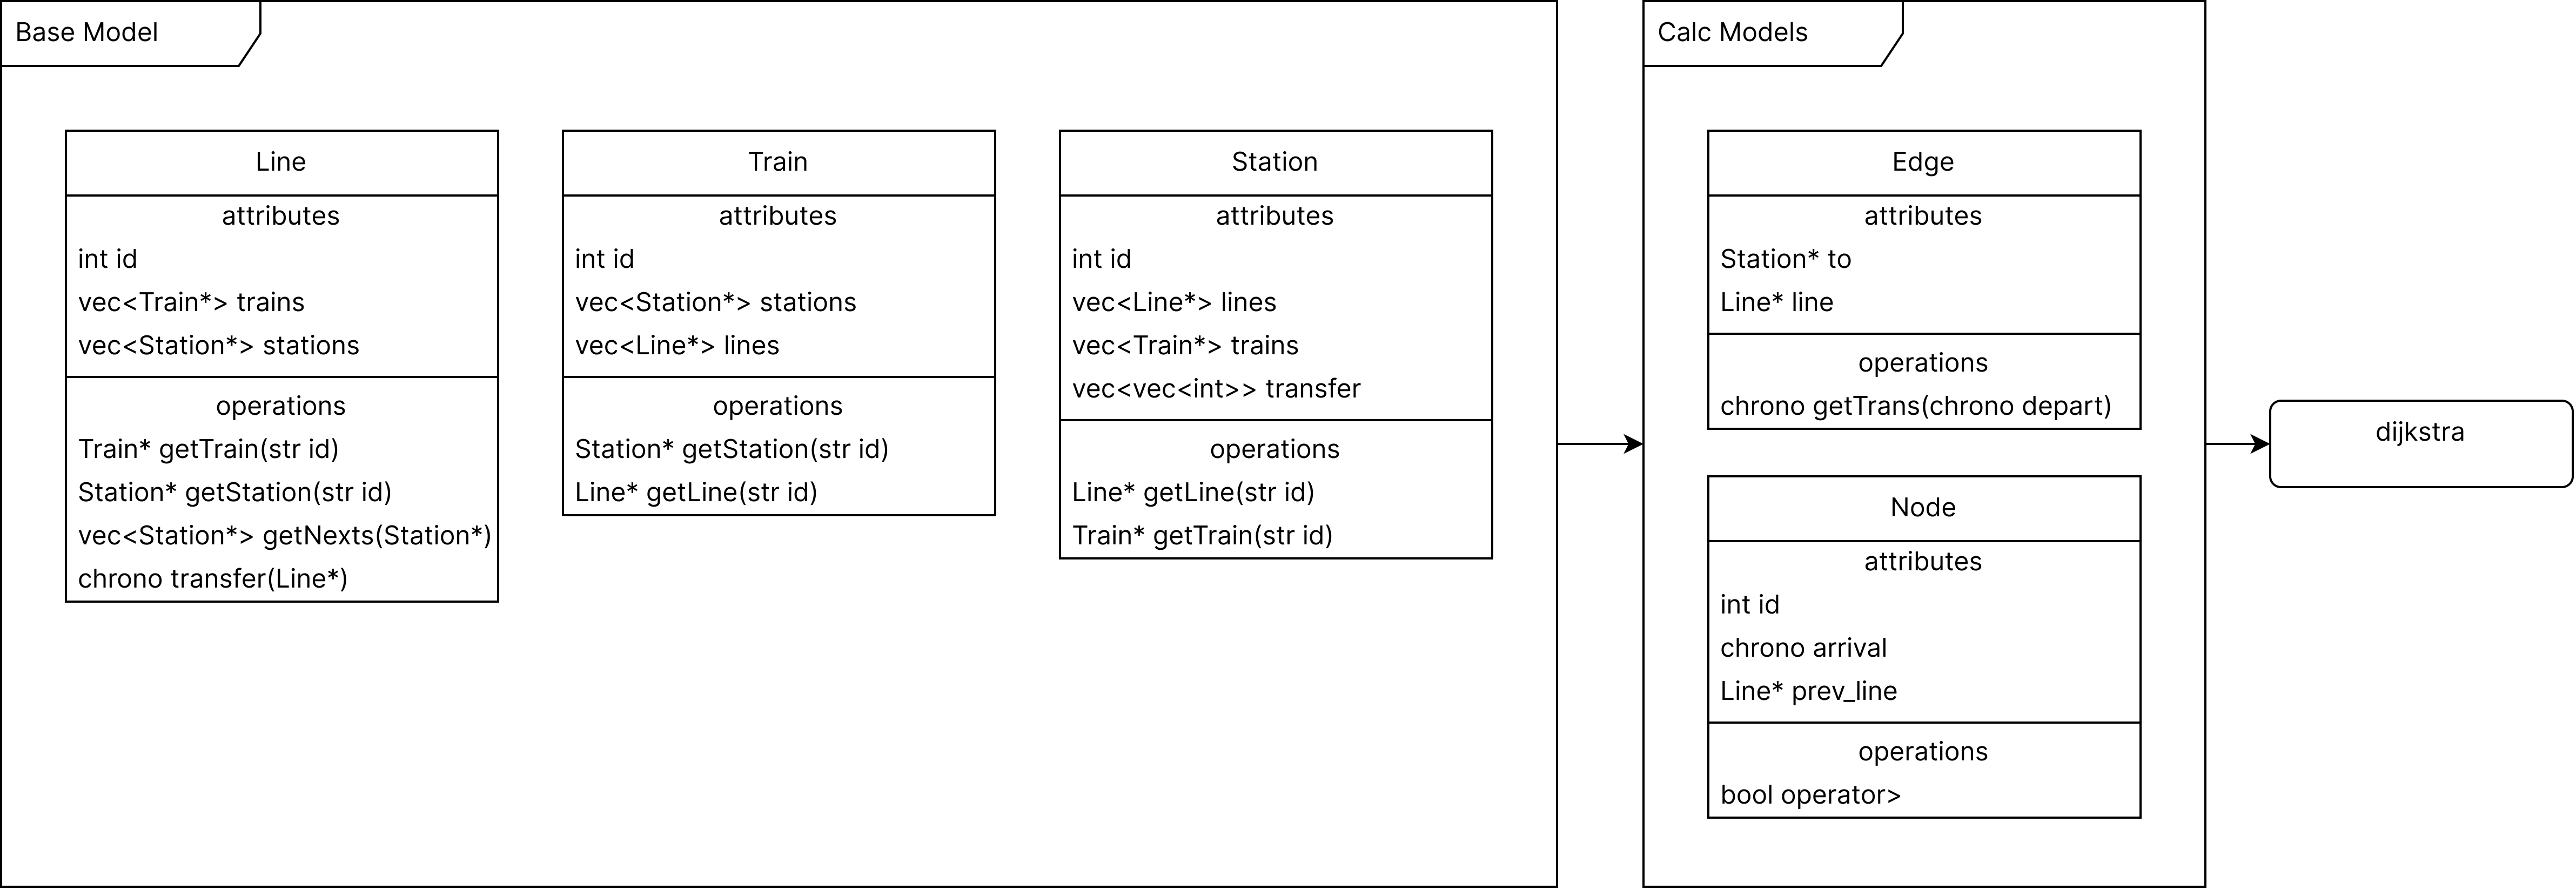 Base Model
Line
attributes
int id
vec<Train*> trains
vec<Station*> stations
operations
Train* getTrain(str id)
Station* getStation(str id)
vec<Station*> getNexts(Station*)
chrono transfer(Line*)
Train
attributes
int id
vec<Station*> stations
vec<Line*> lines
operations
Station* getStation(str id)
Line* getLine(str id)
Station
attributes
int id
vec<Line*> lines
vec<Train*> trains
vec<vec<int>> transfer
operations
Line* getLine(str id)
Train* getTrain(str id)
Calc Models
Edge
attributes
Station* to
Line* line
operations
chrono getTrans(chrono depart)
Node
attributes
int id
chrono arrival
Line* prev_line
operations
bool operator>
dijkstra